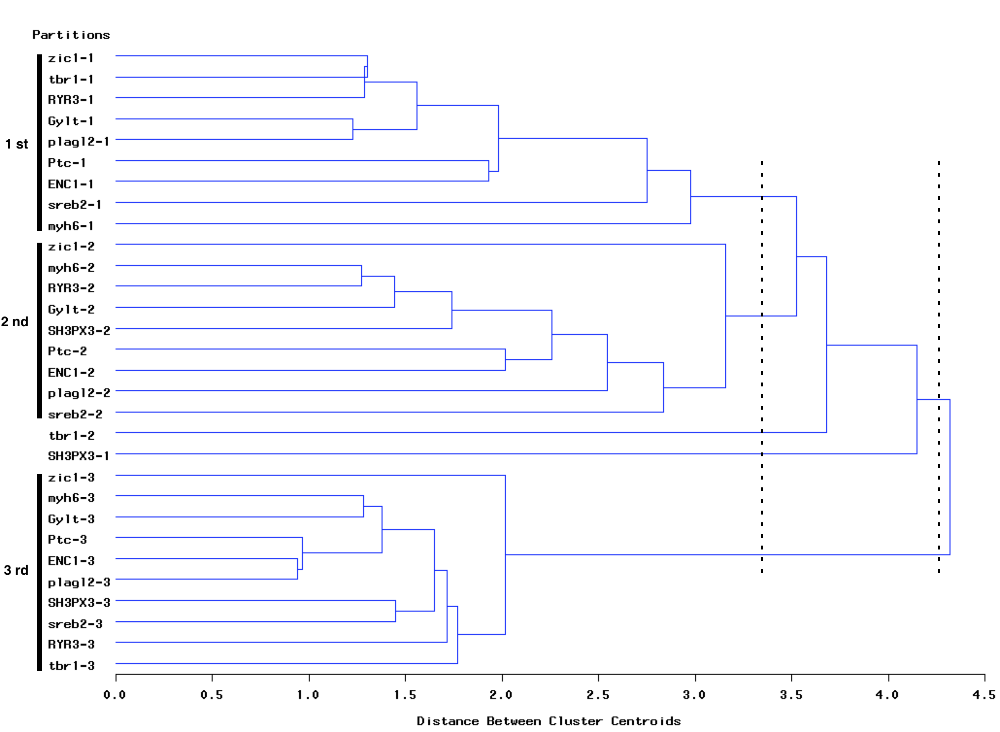 Partitions
zic1-1
tbr1-1
RYR3-1
Gylt-1
1 st
plagl2-1
Ptc-1
ENC1-1
sreb2-1
myh6-1
zic1-2
myh6-2
RYR3-2
Gylt-2
2 nd
SH3PX3-2
Ptc-2
ENC1-2
plagl2-2
sreb2-2
tbr1-2
SH3PX3-1
zic1-3
myh6-3
Gylt-3
Ptc-3
ENC1-3
3 rd
plagl2-3
SH3PX3-3
sreb2-3
RYR3-3
tbr1-3
0.0 0.5 1.0 1.5 2.0 2.5 3.0 3.5 4.0 4.5
Distance Between Cluster Centroids